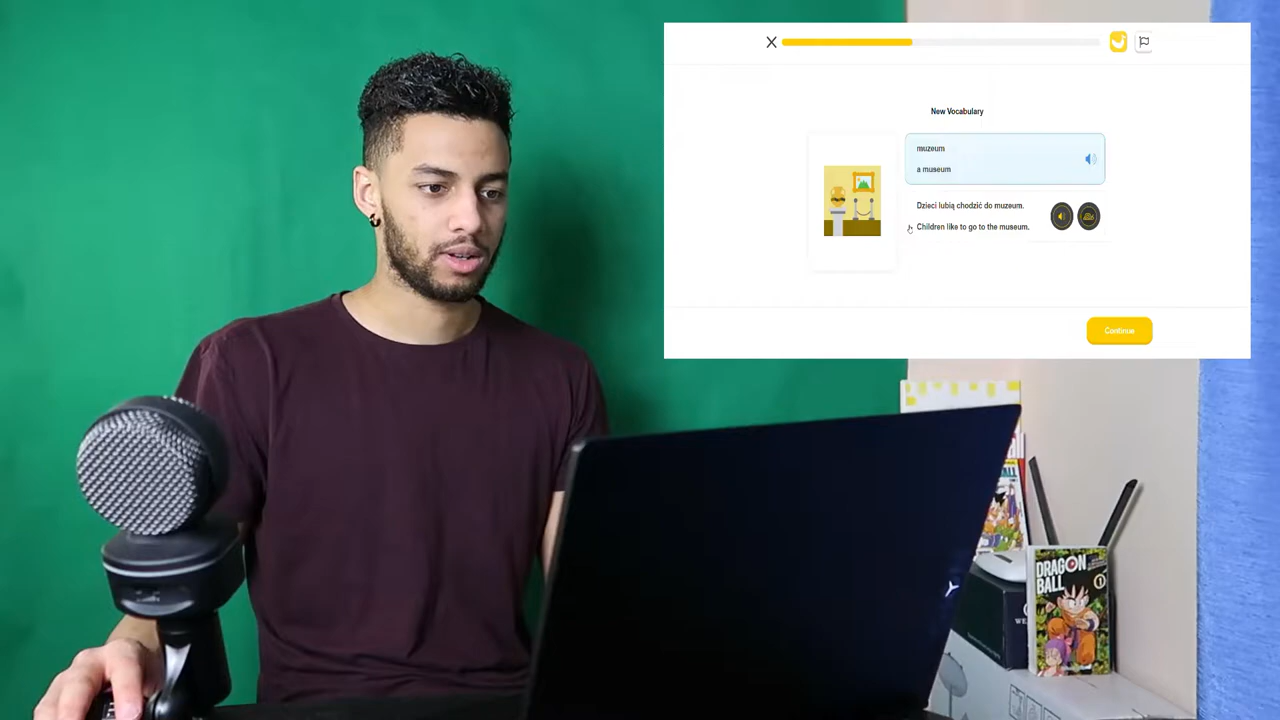 New Vocabulary
muzeum
a museum
Dzieci lubią chodzić do muzeum.
Children like to go to the museum.
Continue
DRAGON
BALL
1